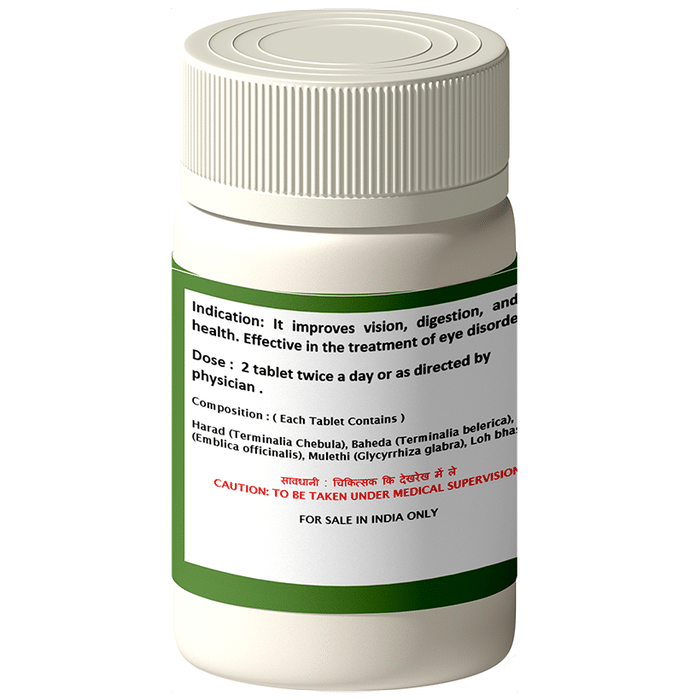 Indication: It improves vision, digestion, and
health. Effective in the treatment of eye
Dose : 2 tablet twice a day or as directed by
physician .
Composition : ( Each Tablet Contains )
Harad (Terminalia Chebula), Baheda (Terminalia belerica),
(Emblica officinalis), Mulethi (Glycyrrhiza glabra), Loh
सावधानी : चिकित्सक कि देखरेख में ले
CAUTION: TO BE TAKEN UNDER MEDICAL SUPERVISION
FOR SALE IN INDIA ONLY